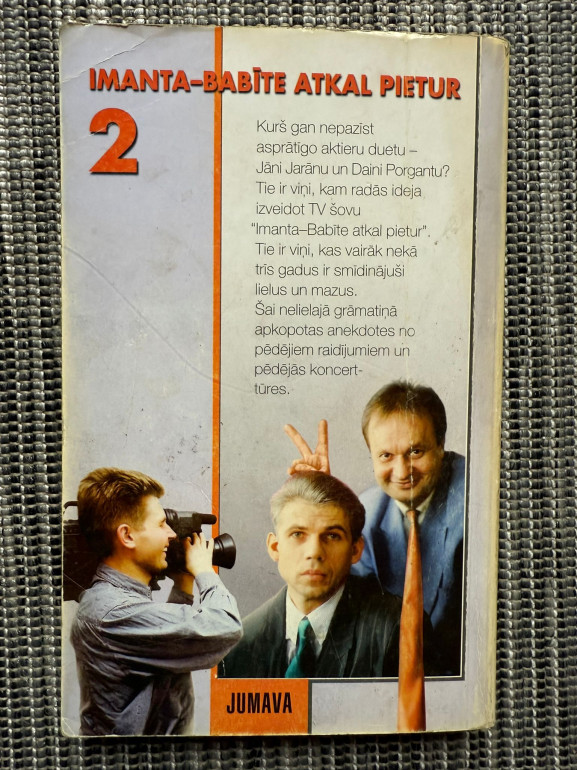 IMANTA–BABĪTE ATKAL PIETUR
2
Kurš gan nepazīst
asprātīgo aktieru duetu –
Jāni Jarānu un Daini Porgantu?
Tie ir viņi, kam radās ideja
izveidot TV šovu
"Imanta–Babīte atkal pietur".
Tie ir viņi, kas vairāk nekā
trīs gadus ir smīdinājuši
lielus un mazus.
Šai nelielajā grāmatiņā
apkopotas anekdotes no
pēdējiem raidījumiem un
pēdējās koncert-
tūres.
JUMAVA